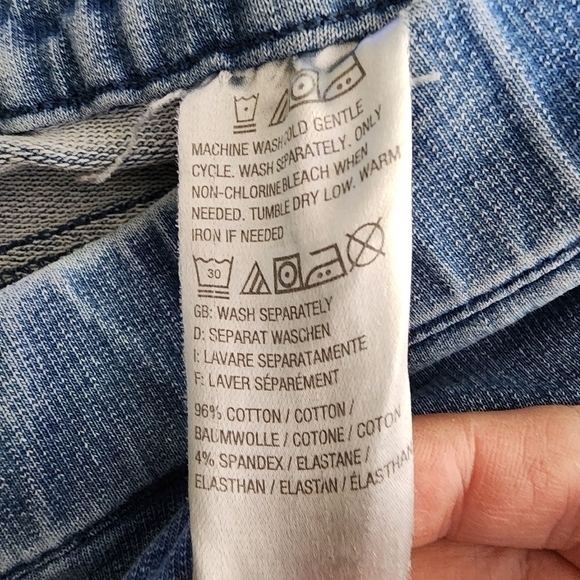 MACHINE WASH COLD GENTLE
CYCLE. WASH SEPARATELY. ONLY
NON-CHLORINE BLEACH WHEN
NEEDED. TUMBLE DRY LOW. WARM
IRON IF NEEDED
30
GB: WASH SEPARATELY
D: SEPARAT WASCHEN
I: LAVARE SEPARATAMENTE
F: LAVER SÉPARÉMENT
96% COTTON / COTTON /
BAUMWOLLE / COTONE / COTON
4% SPANDEX / ELASTANE /
ELASTHAN / ELASTAN / ÉLASTHAN